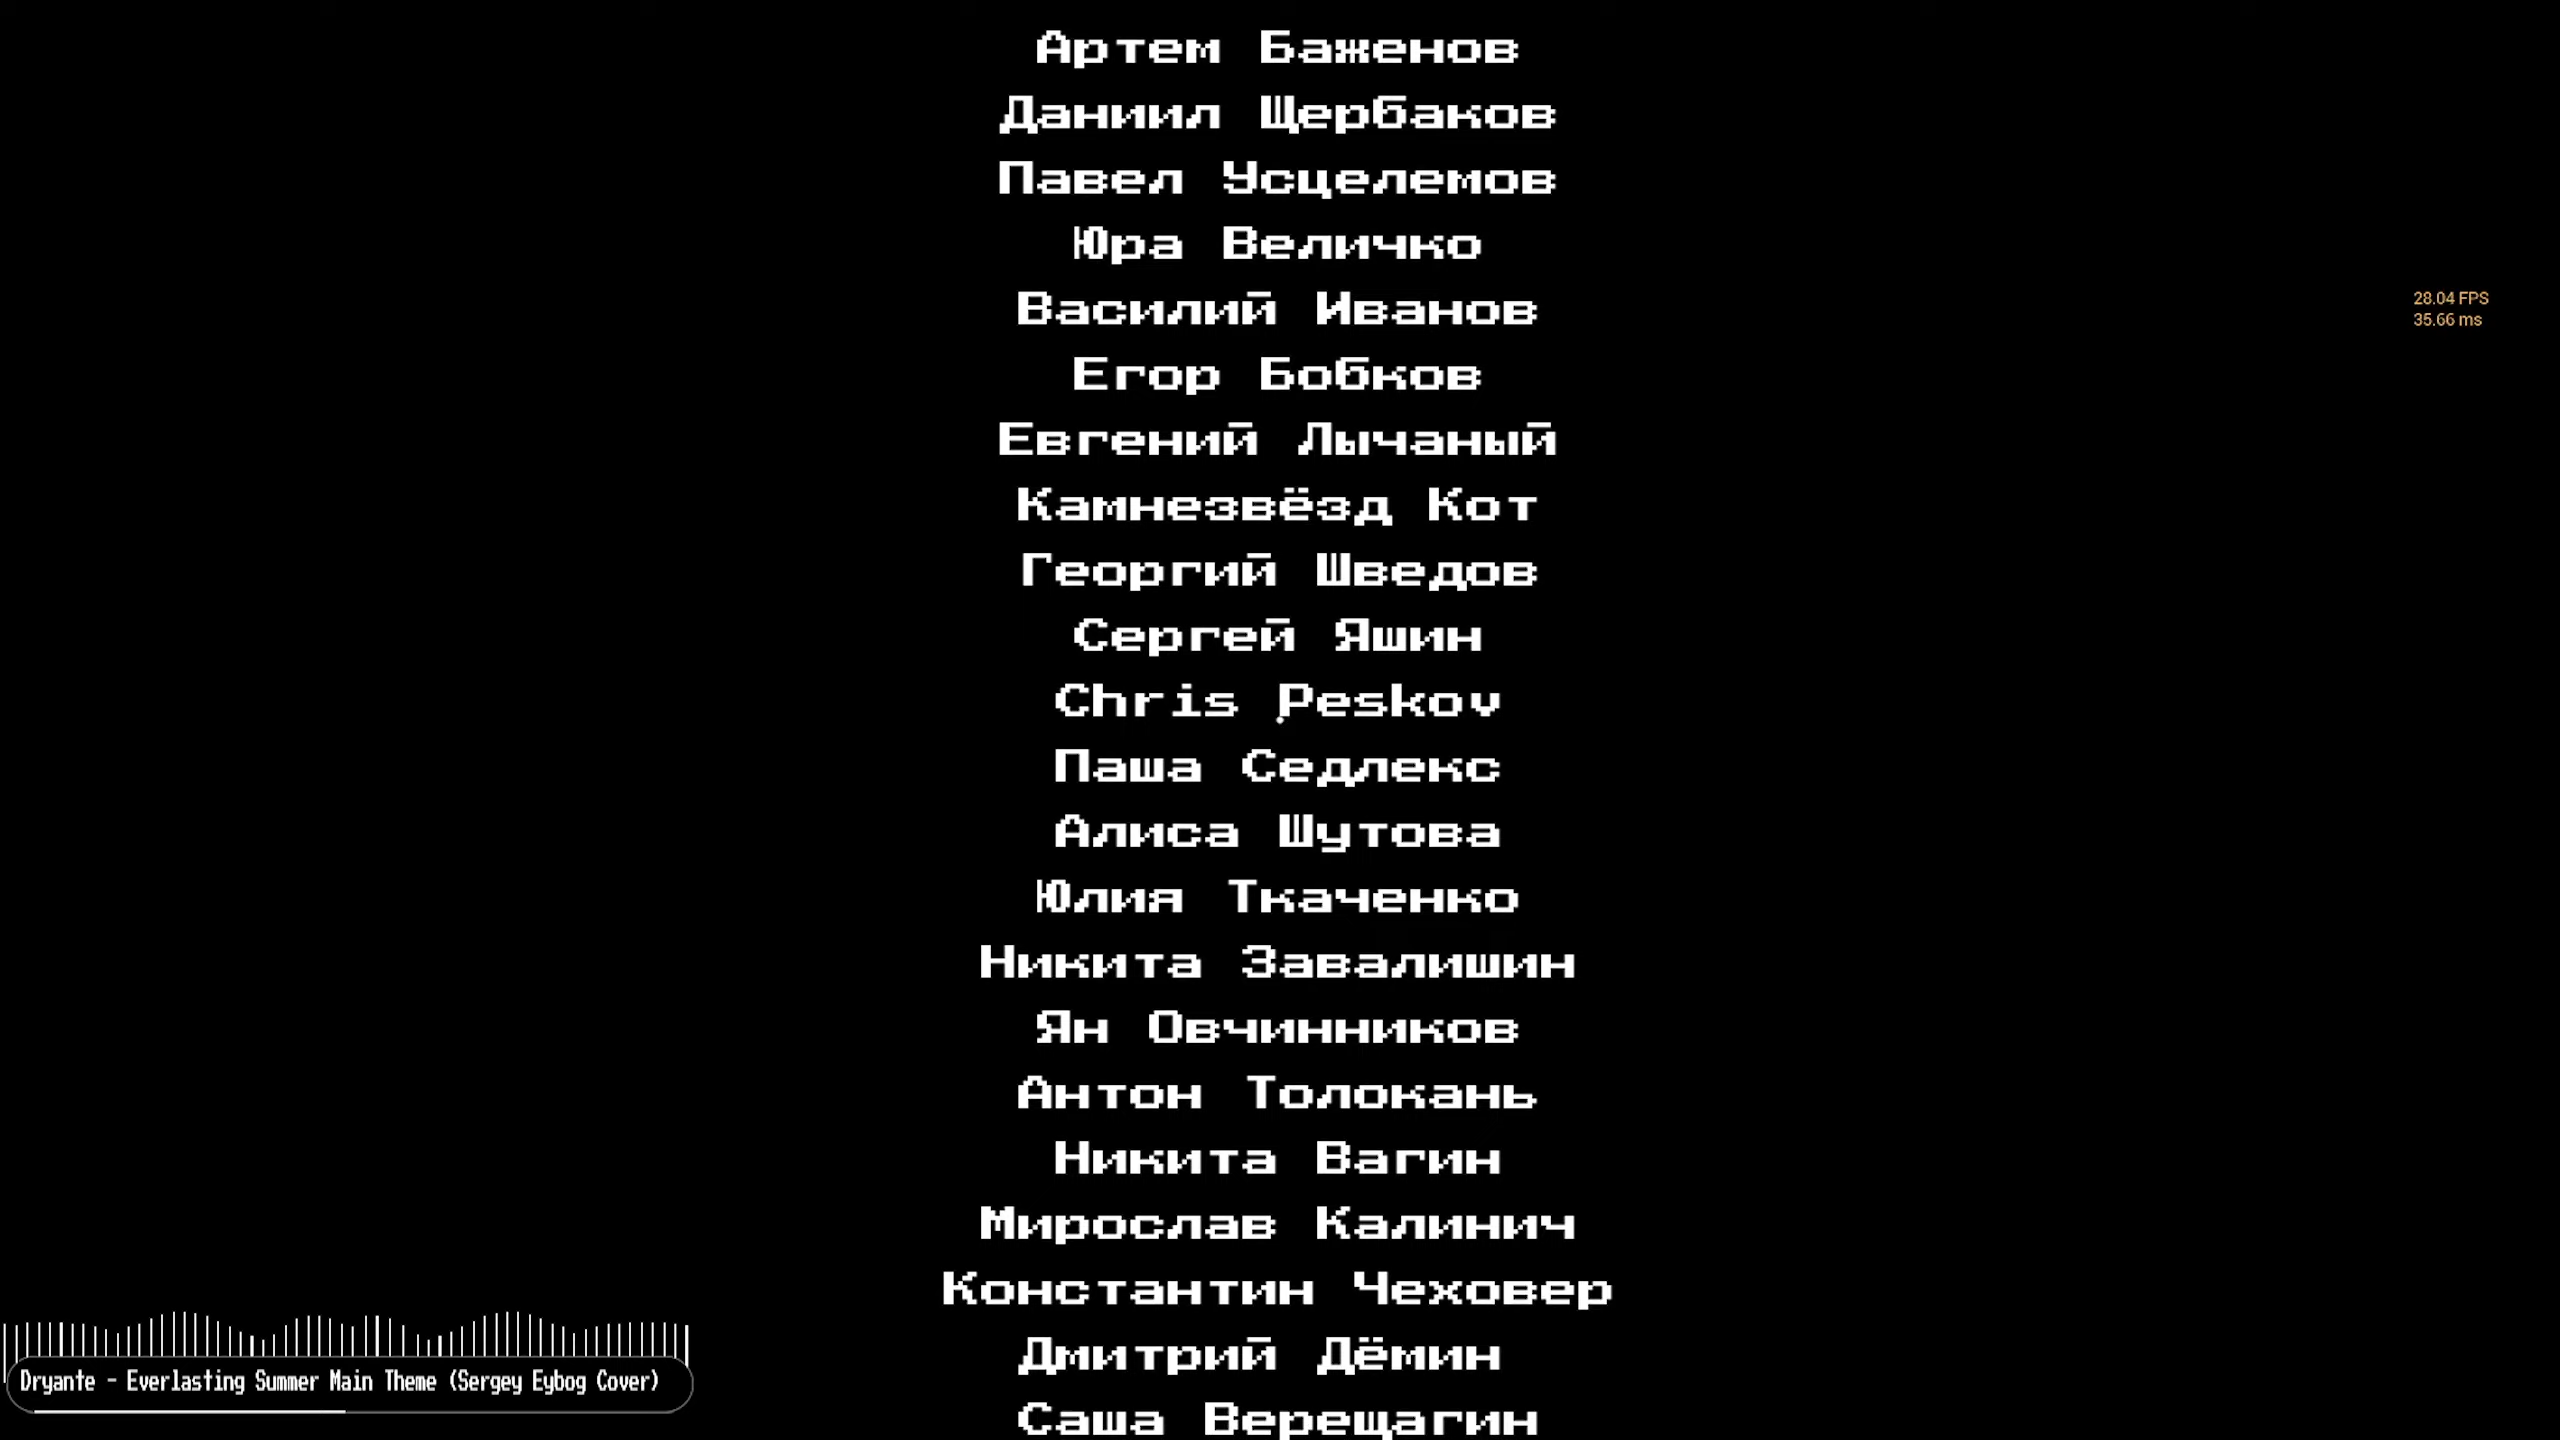 Артем Баженов
Даниил Щербаков
Павел Усцелемов
Юра Величко
Василий Иванов
28.04 FPS
35.66 ms
Егор Бобков
Евгений Лычаный
Камнезвёзд Кот
Георгий Шведов
Сергей Яшин
Chris Peskov
Паша Седлекс
Алиса Шутова
Юлия Ткаченко
Никита Завалишин
Ян Овчинников
Антон Толокань
Никита Вагин
Мирослав Калинич
Константин Чеховер
Дмитрий Дёмин
Dryante - Everlasting Summer Main Theme (Sergey Eybog Cover)
Саша Верещагин